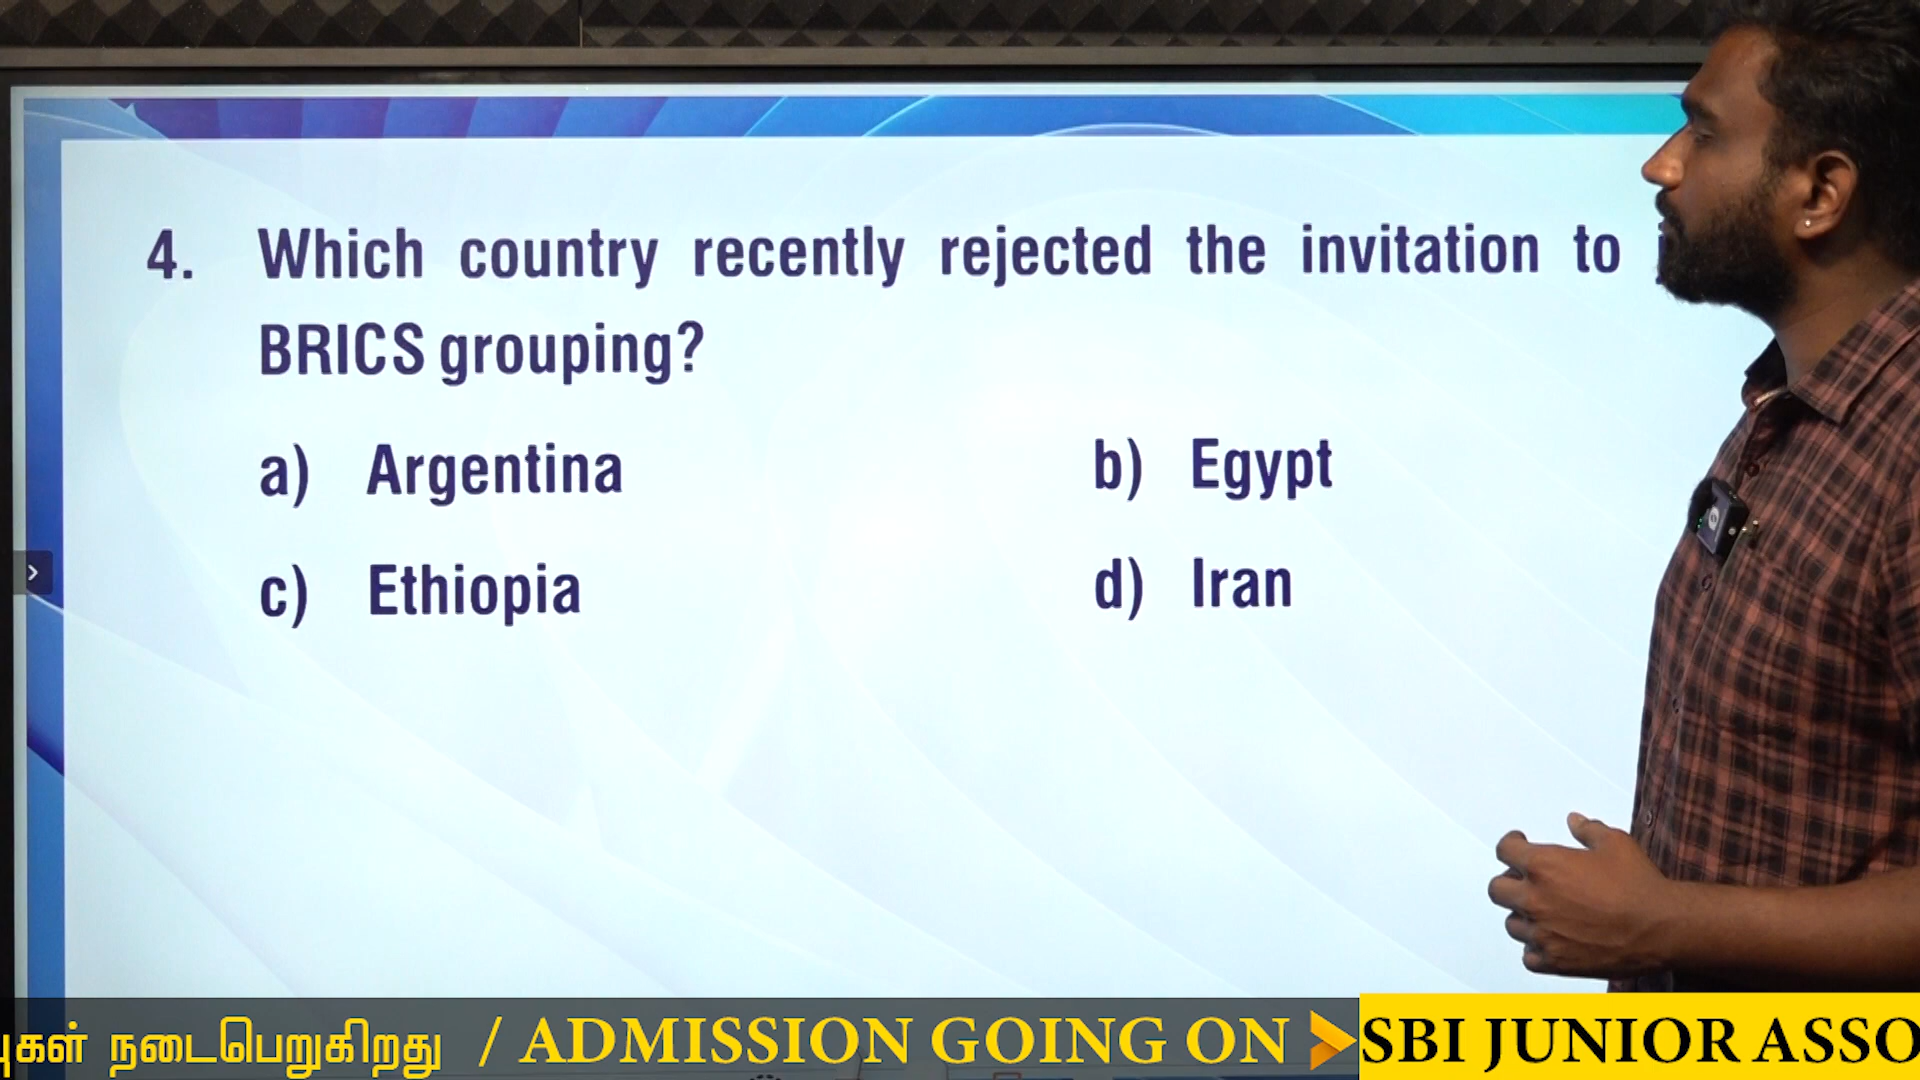 4. Which country recently rejected the invitation to
BRICS grouping?
a) Argentina b) Egypt
c) Ethiopia d) Iran
நடைபெறுகிறது / ADMISSION GOING ON SBI JUNIOR ASSO